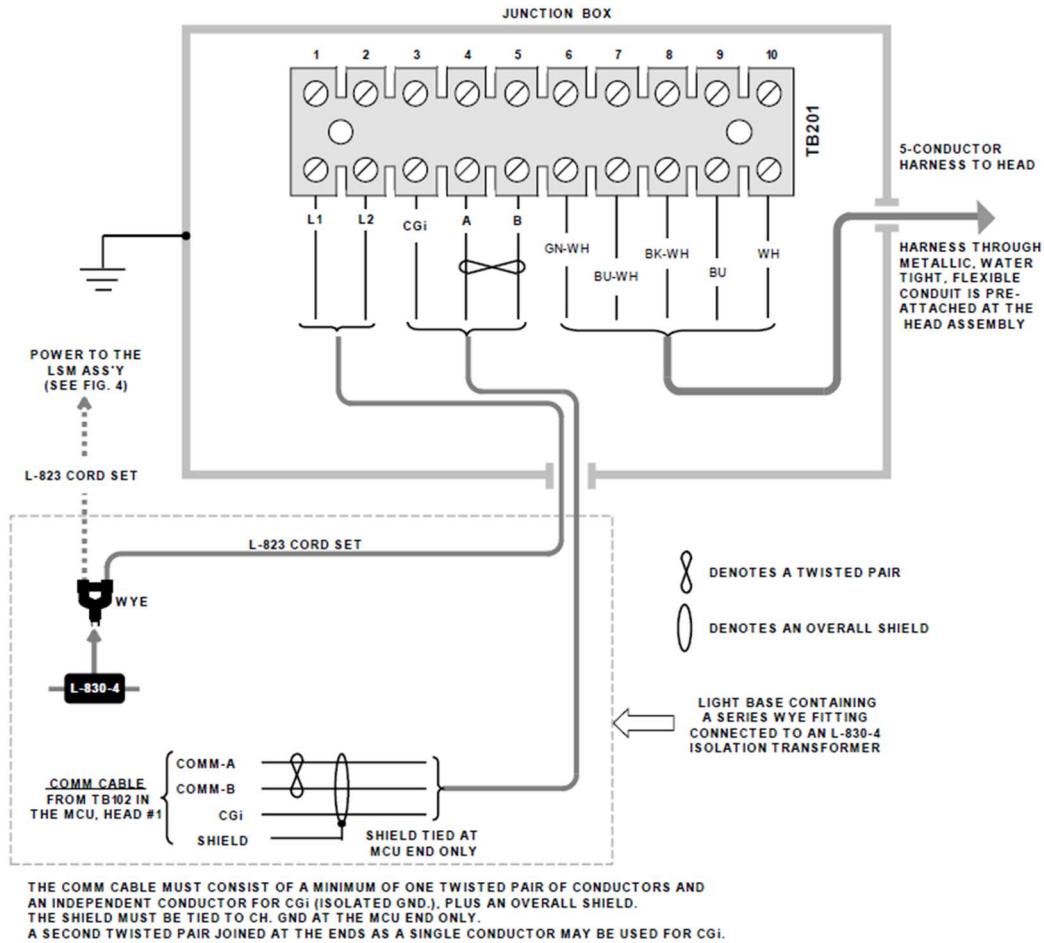 JUNCTION BOX
1 2 3 4 5 6 7 8 9 10
TB201
L1 L2 CGi A B GN-WH BU-WH BK-WH BU WH
5-CONDUCTOR
HARNESS TO HEAD
HARNESS THROUGH
METALLIC, WATER
TIGHT, FLEXIBLE
CONDUIT IS PRE-
ATTACHED AT THE
HEAD ASSEMBLY
POWER TO THE
LSM ASS'Y
(SEE FIG. 4)
L-823 CORD SET
L-823 CORD SET
WYE
L-830-4
DENOTES A TWISTED PAIR
DENOTES AN OVERALL SHIELD
LIGHT BASE CONTAINING
A SERIES WYE FITTING
CONNECTED TO AN L-830-4
ISOLATION TRANSFORMER
COMM CABLE
FROM TB102 IN
THE MCU, HEAD #1
COMM-A
COMM-B
CGi
SHIELD
SHIELD TIED AT
MCU END ONLY
THE COMM CABLE MUST CONSIST OF A MINIMUM OF ONE TWISTED PAIR OF CONDUCTORS AND
AN INDEPENDENT CONDUCTOR FOR CGi (ISOLATED GND.), PLUS AN OVERALL SHIELD.
THE SHIELD MUST BE TIED TO CH. GND AT THE MCU END ONLY.
A SECOND TWISTED PAIR JOINED AT THE ENDS AS A SINGLE CONDUCTOR MAY BE USED FOR CGi.